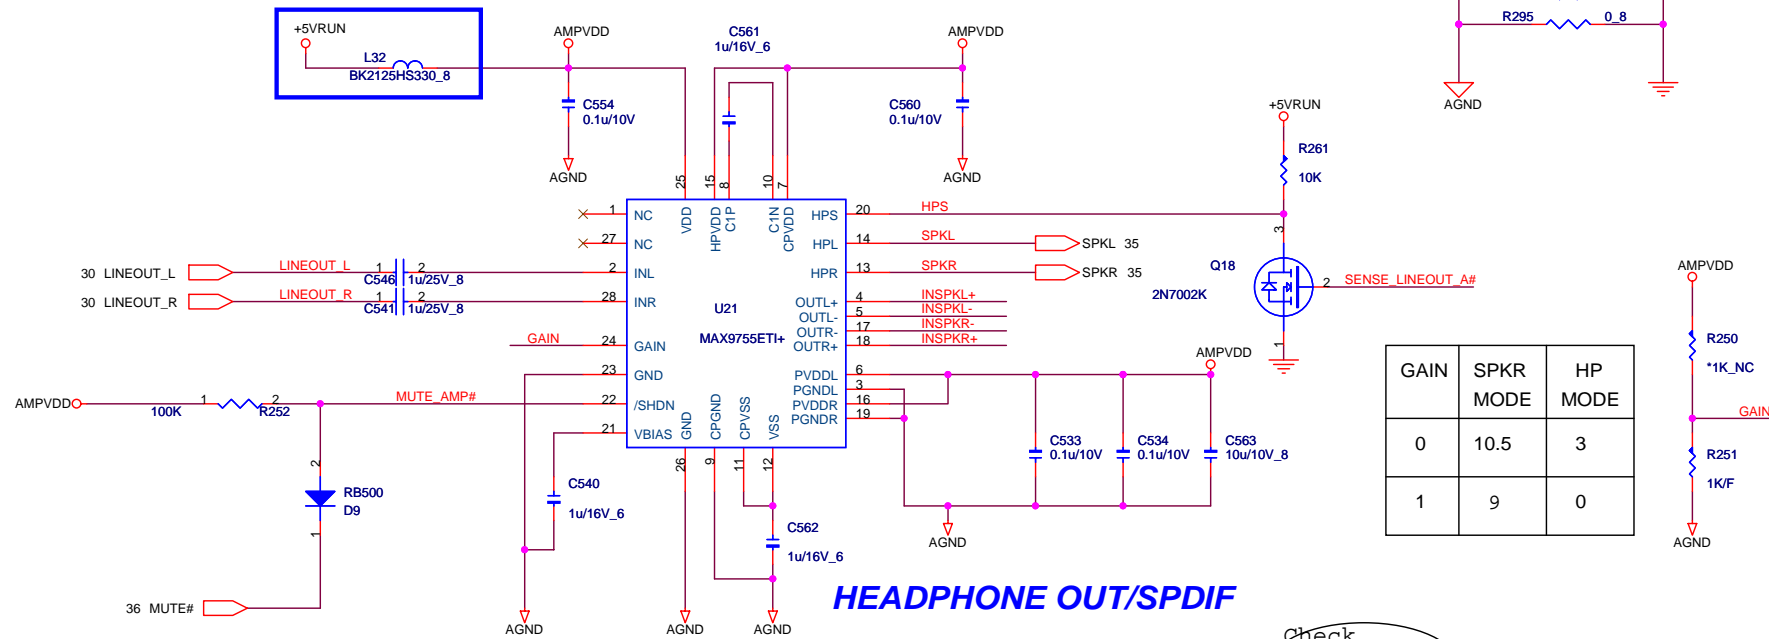 +5VRUN
L32
BK2125HS330_8
AMPVDD
C554
0.1u/10V
AGND
C561
1u/16V_6
AMPVDD
C560
0.1u/10V
AGND
R295 0_8
AGND
+5VRUN
R261
10K
25 15 8 10 7
VDD HPVDD C1P C1N CPVDD
1 NC
27 NC
30 LINEOUT_L LINEOUT_L 1 2 2 INL
C546 1u/25V_8
30 LINEOUT_R LINEOUT_R 1 2 28 INR
C541 1u/25V_8
GAIN 24 GAIN
23 GND
AMPVDD 100K 1 2 R252 MUTE_AMP# 22 /SHDN
21 VBIAS
U21
MAX9755ETI+
GND CPGND CPVSS VSS
26 9 11 12
HPS 20 HPS
HPL 14 SPKL SPKL 35
HPR 13 SPKR SPKR 35
OUTL+ 4 INSPKL+
OUTL- 5 INSPKL-
OUTR- 17 INSPKR-
OUTR+ 18 INSPKR+
PVDDL 6
PGNDL 3
PVDDR 16
PGNDR 19
3
Q18
2N7002K
2 SENSE_LINEOUT_A#
1
AMPVDD
C533
0.1u/10V
C534
0.1u/10V
C563
10u/10V_8
AGND
GAIN SPKR MODE HP MODE
0 10.5 3
1 9 0
AMPVDD
R250
*1K_NC
GAIN
R251
1K/F
AGND
2
RB500
D9
1
36 MUTE#
C540
1u/16V_6
C562
1u/16V_6
AGND
AGND
AGND
HEADPHONE OUT/SPDIF
Check